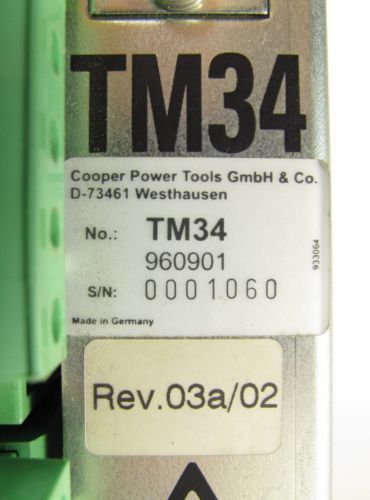 TM34
Cooper Power Tools GmbH & Co.
D-73461 Westhausen
No.: TM34
960901
S/N: 0001060
Made in Germany
933064
Rev.03a/02